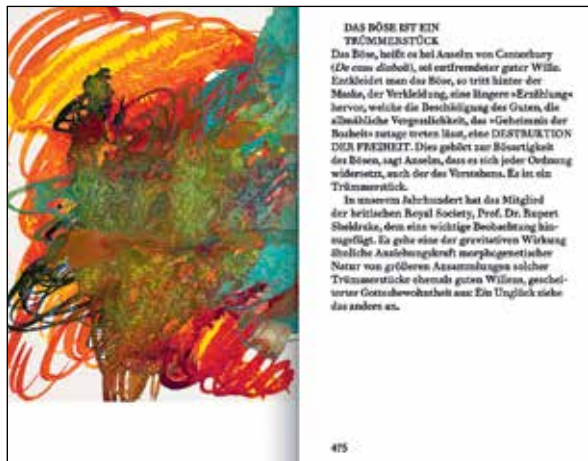 DAS BÖSE IST EIN
TRÜMMERSTÜCK
Das Böse, heißt es bei Anselm von Canterbury
(De casu diaboli), sei entfremdeter guter Wille.
Entkleidet man das Böse, so tritt hinter der
Maske, der Verkleidung, eine längere »Erzählung«
hervor, welche die Beschädigung des Guten, die
allmähliche Vergesslichkeit, das »Geheimnis der
Bosheit« zutage treten lässt, eine DESTRUKTION
DER FREIHEIT. Dies gehört zur Bösartigkeit
des Bösen, sagt Anselm, dass es sich jeder Ordnung
widersetzt, auch der des Verstehens. Es ist ein
Trümmerstück.
In unserem Jahrhundert hat das Mitglied
der britischen Royal Society, Prof. Dr. Rupert
Sheldrake, dem eine wichtige Beobachtung hin-
zugefügt. Es gehe eine der gravitativen Wirkung
ähnliche Anziehungskraft morphogenetischer
Natur von größeren Ansammlungen solcher
Trümmerstücke ehemals guten Willens, geschei-
terter Gottesbewohntheit aus: Ein Unglück ziehe
das andere an.
475